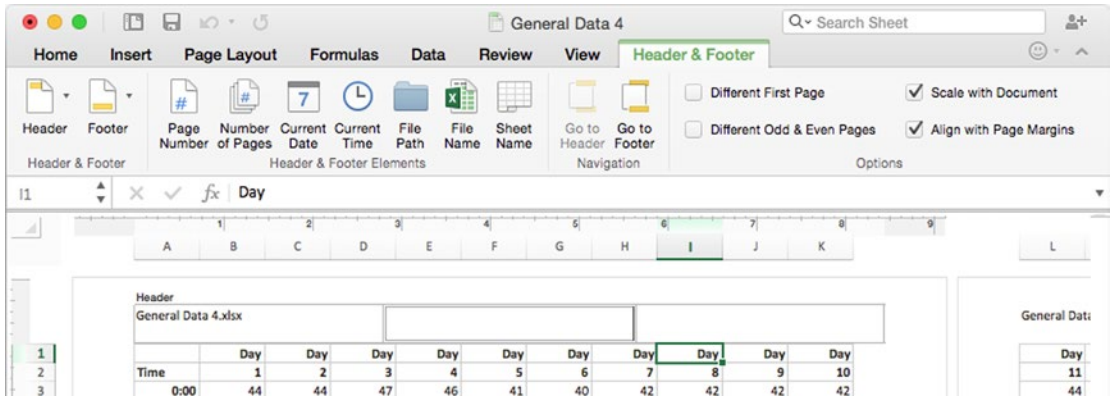 General Data 4
Search Sheet
Home Insert Page Layout Formulas Data Review View Header & Footer
Header Footer
Page Number Number of Pages Current Date Current Time File Path File Name Sheet Name
Go to Header Go to Footer
Different First Page Scale with Document
Different Odd & Even Pages Align with Page Margins
Header & Footer Header & Footer Elements Navigation Options
I1 fx Day
1 2 3 4 5 6 7 8 9
A B C D E F G H I J K L
Header
General Data 4.xlsx General Data
1 Day Day Day Day Day Day Day Day Day Day Day
2 Time 1 2 3 4 5 6 7 8 9 10 11
3 0:00 44 44 47 46 41 40 42 42 42 42 44